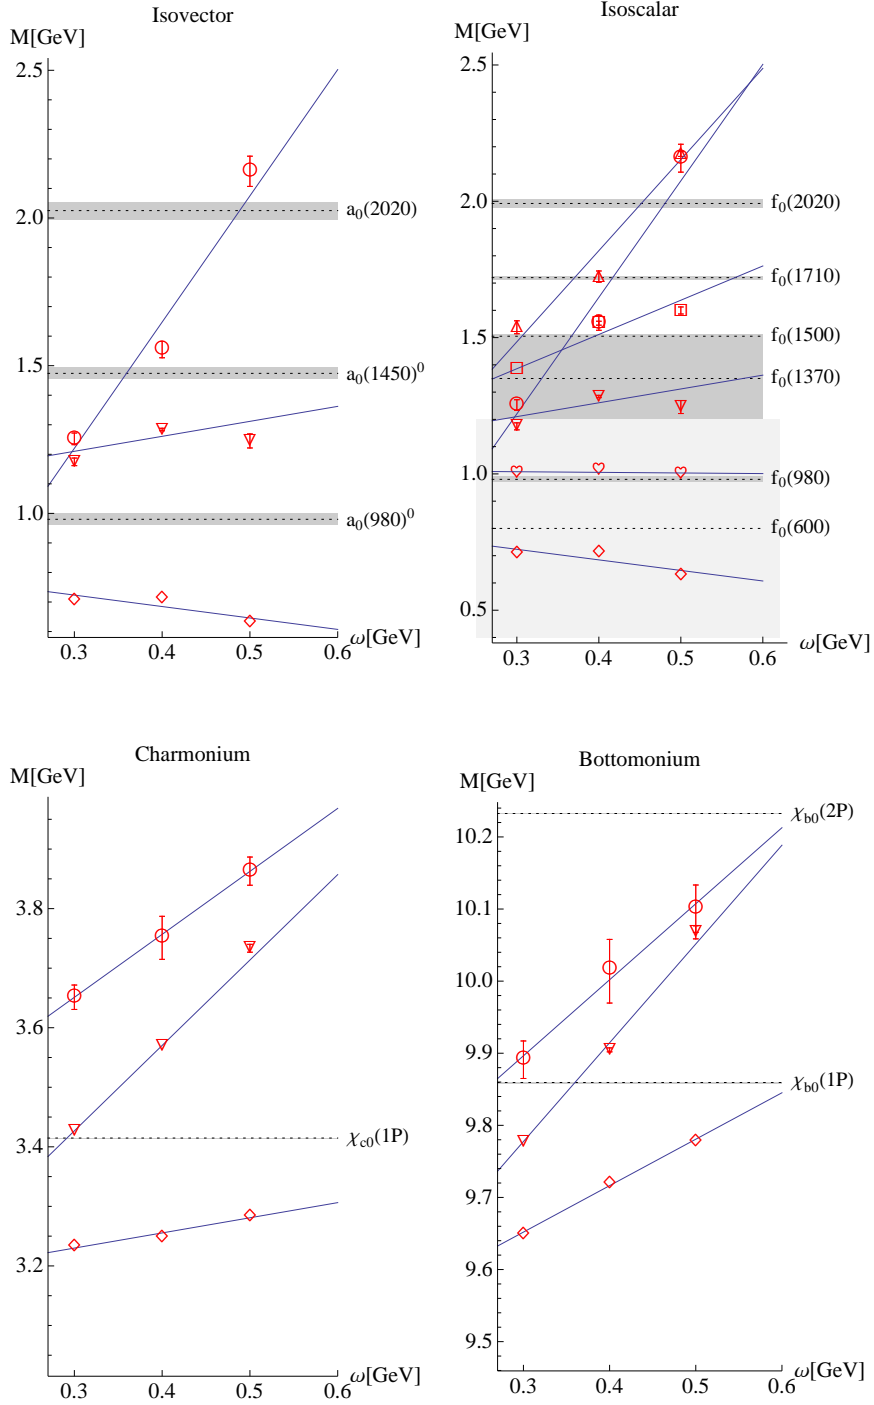 Isovector
M[GeV]
2.5
2.0
1.5
1.0
a₀(2020)
a₀(1450)⁰
a₀(980)⁰
0.3 0.4 0.5 0.6
ω[GeV]
Isoscalar
M[GeV]
2.5
2.0
1.5
1.0
0.5
f₀(2020)
f₀(1710)
f₀(1500)
f₀(1370)
f₀(980)
f₀(600)
0.3 0.4 0.5 0.6
ω[GeV]
Charmonium
M[GeV]
3.8
3.6
3.4
3.2
χc0(1P)
0.3 0.4 0.5 0.6
ω[GeV]
Bottomonium
M[GeV]
10.2
10.1
10.0
9.9
9.8
9.7
9.6
9.5
χb0(2P)
χb0(1P)
0.3 0.4 0.5 0.6
ω[GeV]